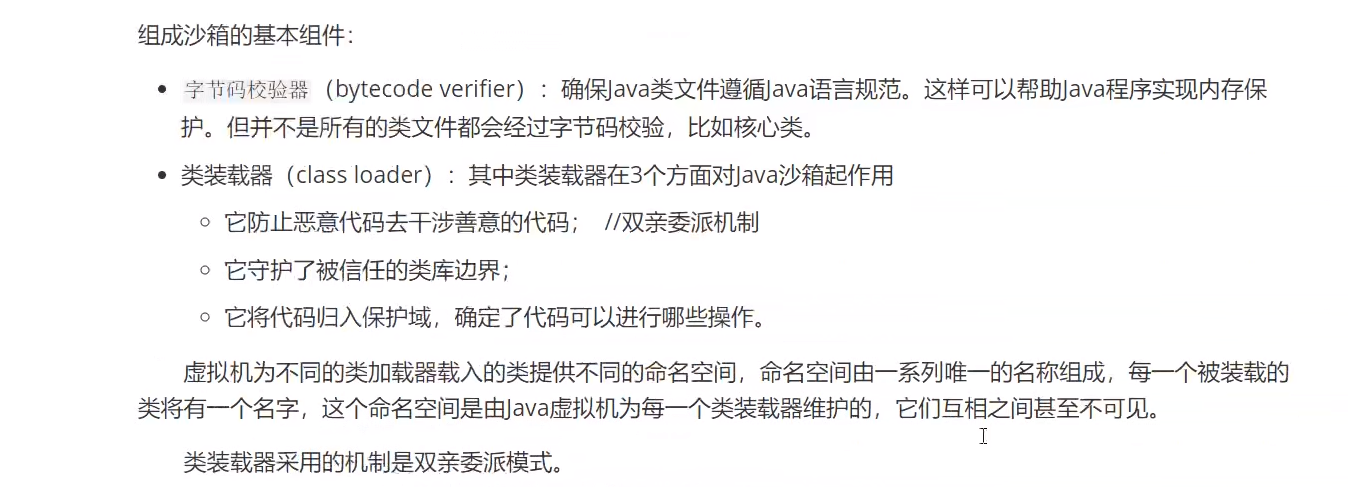 组成沙箱的基本组件：
字节码校验器（bytecode verifier）：确保Java类文件遵循Java语言规范。这样可以帮助Java程序实现内存保
护。但并不是所有的类文件都会经过字节码校验，比如核心类。
类装载器（class loader）：其中类装载器在3个方面对Java沙箱起作用
它防止恶意代码去干涉善意的代码； //双亲委派机制
它守护了被信任的类库边界；
它将代码归入保护域，确定了代码可以进行哪些操作。
虚拟机为不同的类加载器载入的类提供不同的命名空间，命名空间由一系列唯一的名称组成，每一个被装载的
类将有一个名字，这个命名空间是由Java虚拟机为每一个类装载器维护的，它们互相之间甚至不可见。
类装载器采用的机制是双亲委派模式。